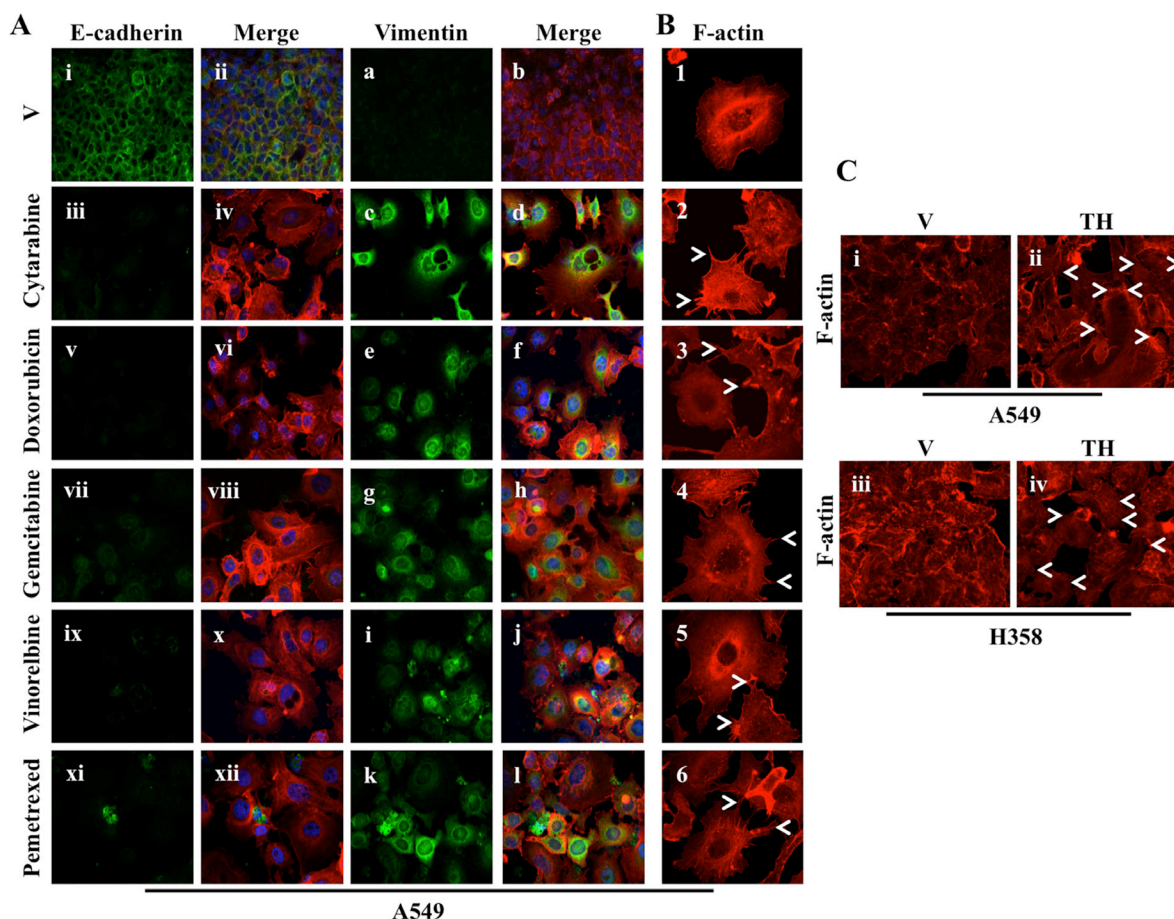 A
E-cadherin Merge Vimentin Merge
B
F-actin
V
i ii a b 1
Cytarabine
iii iv c d 2
Doxorubicin
v vi e f 3
Gemcitabine
vii viii g h 4
Vinorelbine
ix x i j 5
Pemetrexed
xi xii k l 6
A549
C
V TH
F-actin
i ii
A549
V TH
F-actin
iii iv
H358